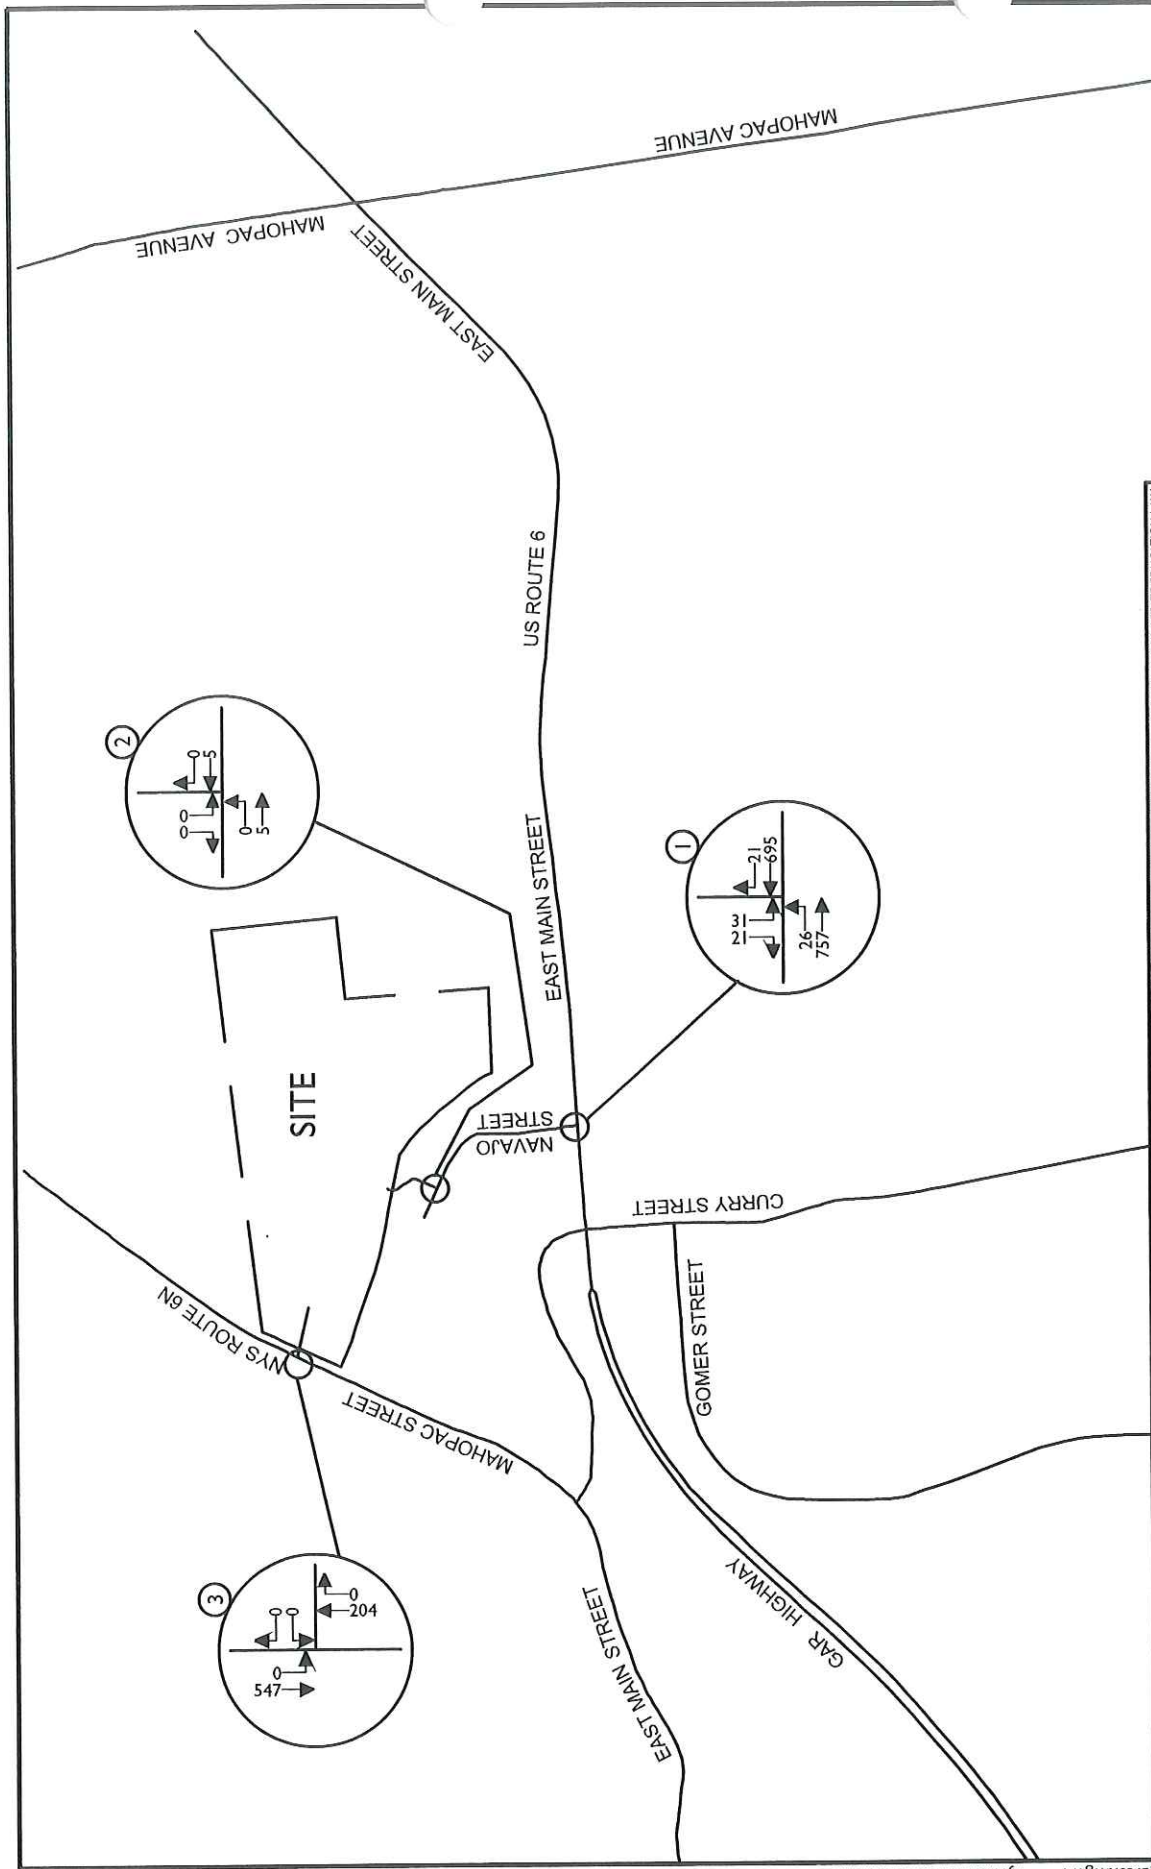 MAHOPAC AVENUE
MAHOPAC AVENUE
EAST MAIN
STREET
US ROUTE 6
2
0
5
0
0
0
5
EAST MAIN STREET
1
21
695
31
21
26
757
SITE
NAVAJO
STREET
CURRY STREET
GOMER STREET
NYS ROUTE 6N
MAHOPAC STREET
3
0
0
0
547
0
204
EAST MAIN STREET
GAR HIGHWAY